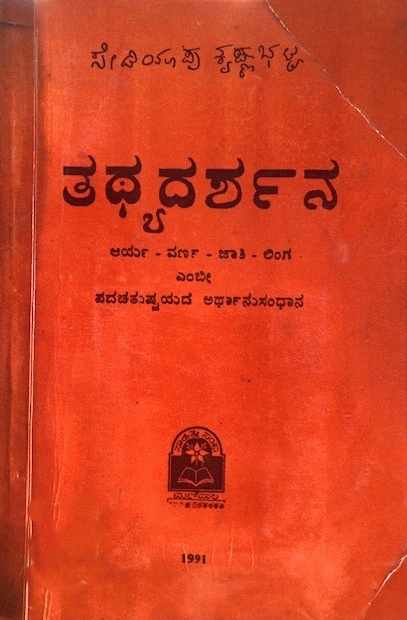 ಸೇಡಿಯಾಪು ಕೃಷ್ಣಭಟ್ಟ
ತಥ್ಯದರ್ಶನ
ಆರ್ಯ - ವರ್ಣ - ಜಾತಿ - ಲಿಂಗ
ಎಂಬೀ
ಪದಚತುಷ್ಟಯದ ಅರ್ಥಾನುಸಂಧಾನ
1991